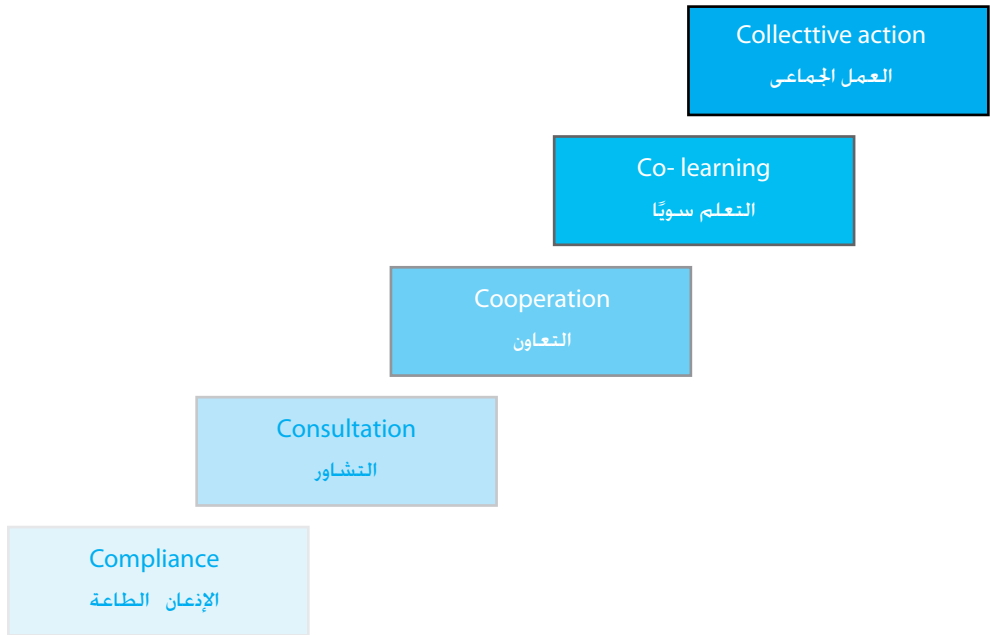 Collecttive action
العمل الجماعى
Co- learning
التعلم سويًا
Cooperation
التعاون
Consultation
التشاور
Compliance
الإذعان الطاعة